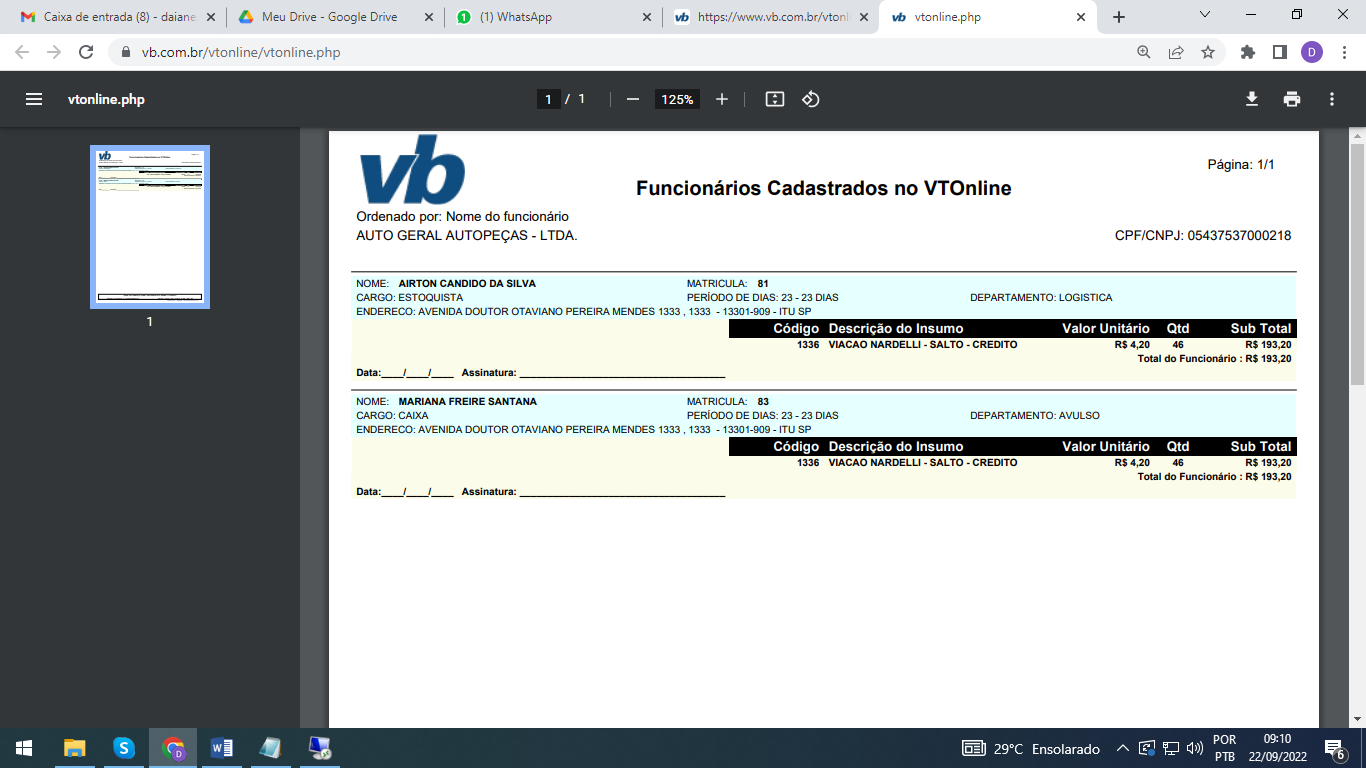 Caixa de entrada (8) - daiane
Meu Drive - Google Drive
(1) WhatsApp
https://www.vb.com.br/vtonl
vtonline.php
vb.com.br/vtonline/vtonline.php
D
vtonline.php
1 / 1
125%
vb
Página: 1/1
Funcionários Cadastrados no VTOnline
Ordenado por: Nome do funcionário
AUTO GERAL AUTOPEÇAS - LTDA.
CPF/CNPJ: 05437537000218
NOME: AIRTON CANDIDO DA SILVA MATRICULA: 81
CARGO: ESTOQUISTA PERÍODO DE DIAS: 23 - 23 DIAS DEPARTAMENTO: LOGISTICA
ENDERECO: AVENIDA DOUTOR OTAVIANO PEREIRA MENDES 1333 , 1333 - 13301-909 - ITU SP
Código Descrição do Insumo Valor Unitário Qtd Sub Total
1336 VIACAO NARDELLI - SALTO - CREDITO R$ 4,20 46 R$ 193,20
Total do Funcionário : R$ 193,20
Data:____/____/____ Assinatura: ____________________________________
NOME: MARIANA FREIRE SANTANA MATRICULA: 83
CARGO: CAIXA PERÍODO DE DIAS: 23 - 23 DIAS DEPARTAMENTO: AVULSO
ENDERECO: AVENIDA DOUTOR OTAVIANO PEREIRA MENDES 1333 , 1333 - 13301-909 - ITU SP
Código Descrição do Insumo Valor Unitário Qtd Sub Total
1336 VIACAO NARDELLI - SALTO - CREDITO R$ 4,20 46 R$ 193,20
Total do Funcionário : R$ 193,20
Data:____/____/____ Assinatura: ____________________________________
1
29°C Ensolarado
POR
PTB
09:10
22/09/2022
6